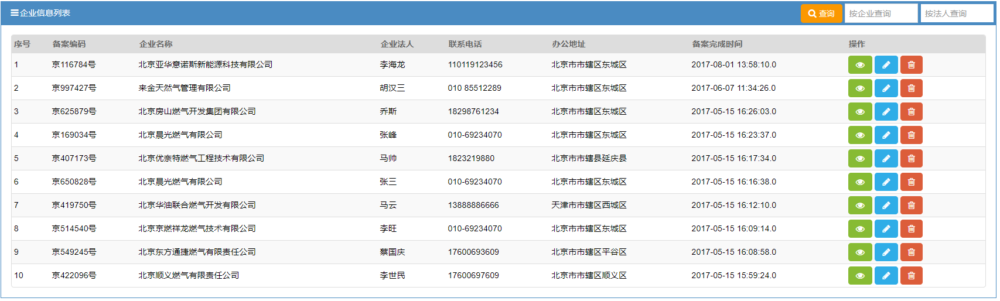 企业信息列表 查询 按企业查询 按法人查询
序号 备案编码 企业名称 企业法人 联系电话 办公地址 备案完成时间 操作
1 京116784号 北京亚华意诺斯新能源科技有限公司 李海龙 110119123456 北京市市辖区东城区 2017-08-01 13:58:10.0
2 京997427号 来金天然气管理有限公司 胡汉三 010 85512289 北京市市辖区东城区 2017-06-07 11:34:26.0
3 京625879号 北京房山燃气开发集团有限公司 乔斯 18298761234 北京市市辖区东城区 2017-05-15 16:26:03.0
4 京169034号 北京晨光燃气有限公司 张峰 010-69234070 北京市市辖区东城区 2017-05-15 16:23:37.0
5 京407173号 北京优奈特燃气工程技术有限公司 马帅 1823219880 北京市市辖县延庆县 2017-05-15 16:17:34.0
6 京650828号 北京晨光燃气有限公司 张三 010-69234070 北京市市辖区东城区 2017-05-15 16:16:38.0
7 京419750号 北京华油联合燃气开发有限公司 马云 13888886666 天津市市辖区西城区 2017-05-15 16:12:10.0
8 京514540号 北京京燃祥龙燃气技术有限公司 李旺 010-69234070 北京市市辖区东城区 2017-05-15 16:09:14.0
9 京549245号 北京东方通捷燃气有限责任公司 蔡国庆 17600693609 北京市市辖区平谷区 2017-05-15 16:08:58.0
10 京422096号 北京顺义燃气有限责任公司 李世民 17600697609 北京市市辖区顺义区 2017-05-15 15:59:24.0